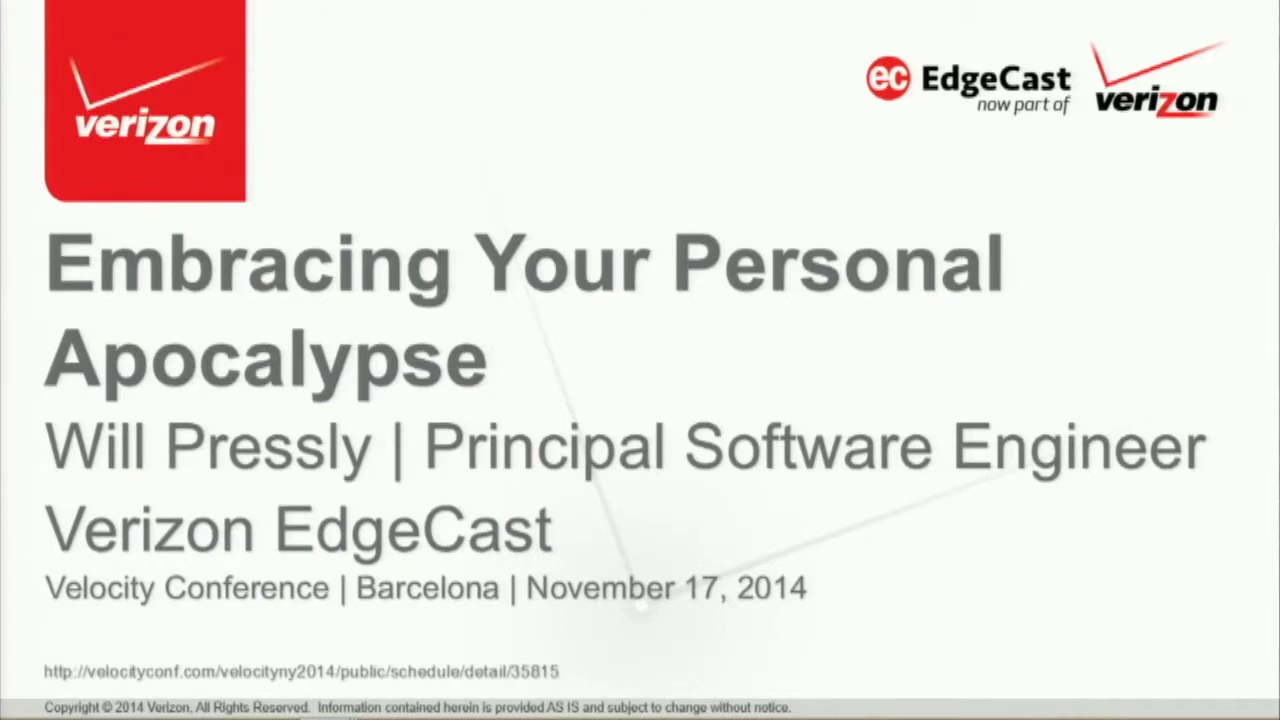 verizon
ec EdgeCast
now part of
verizon
Embracing Your Personal
Apocalypse
Will Pressly | Principal Software Engineer
Verizon EdgeCast
Velocity Conference | Barcelona | November 17, 2014
http://velocityconf.com/velocityny2014/public/schedule/detail/35815
Copyright © 2014 Verizon. All Rights Reserved. Information contained herein is provided AS IS and subject to change without notice.